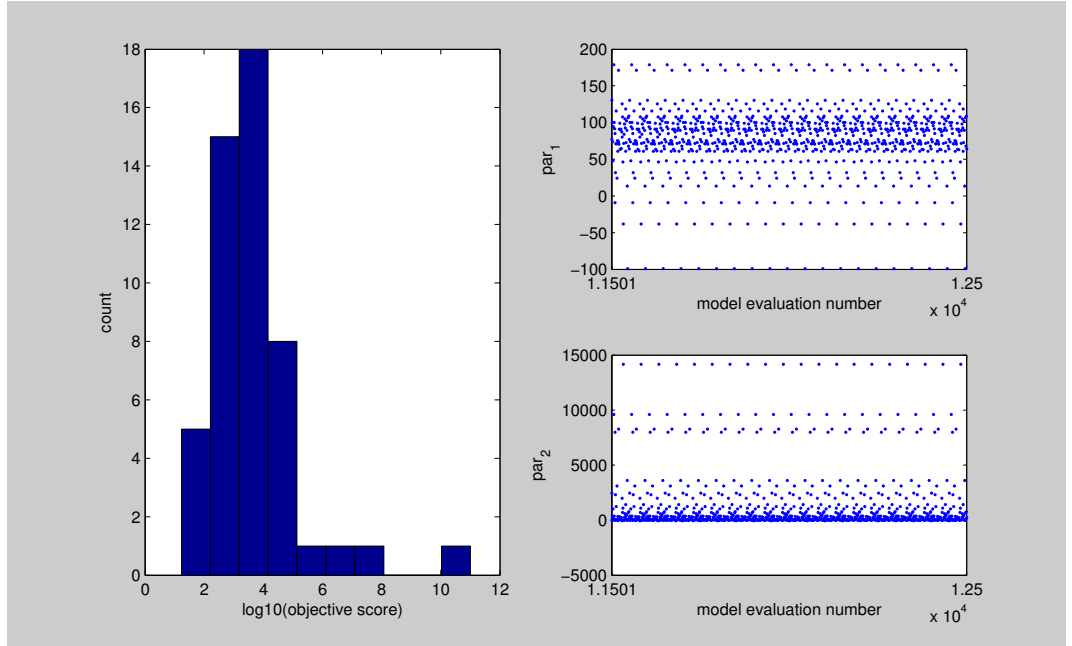 18
16
14
12
10
8
6
4
2
0
count
0 2 4 6 8 10 12
log10(objective score)
200
150
100
50
0
−50
−100
par1
1.1501 1.25
model evaluation number
x 10^4
15000
10000
5000
0
−5000
par2
1.1501 1.25
model evaluation number
x 10^4